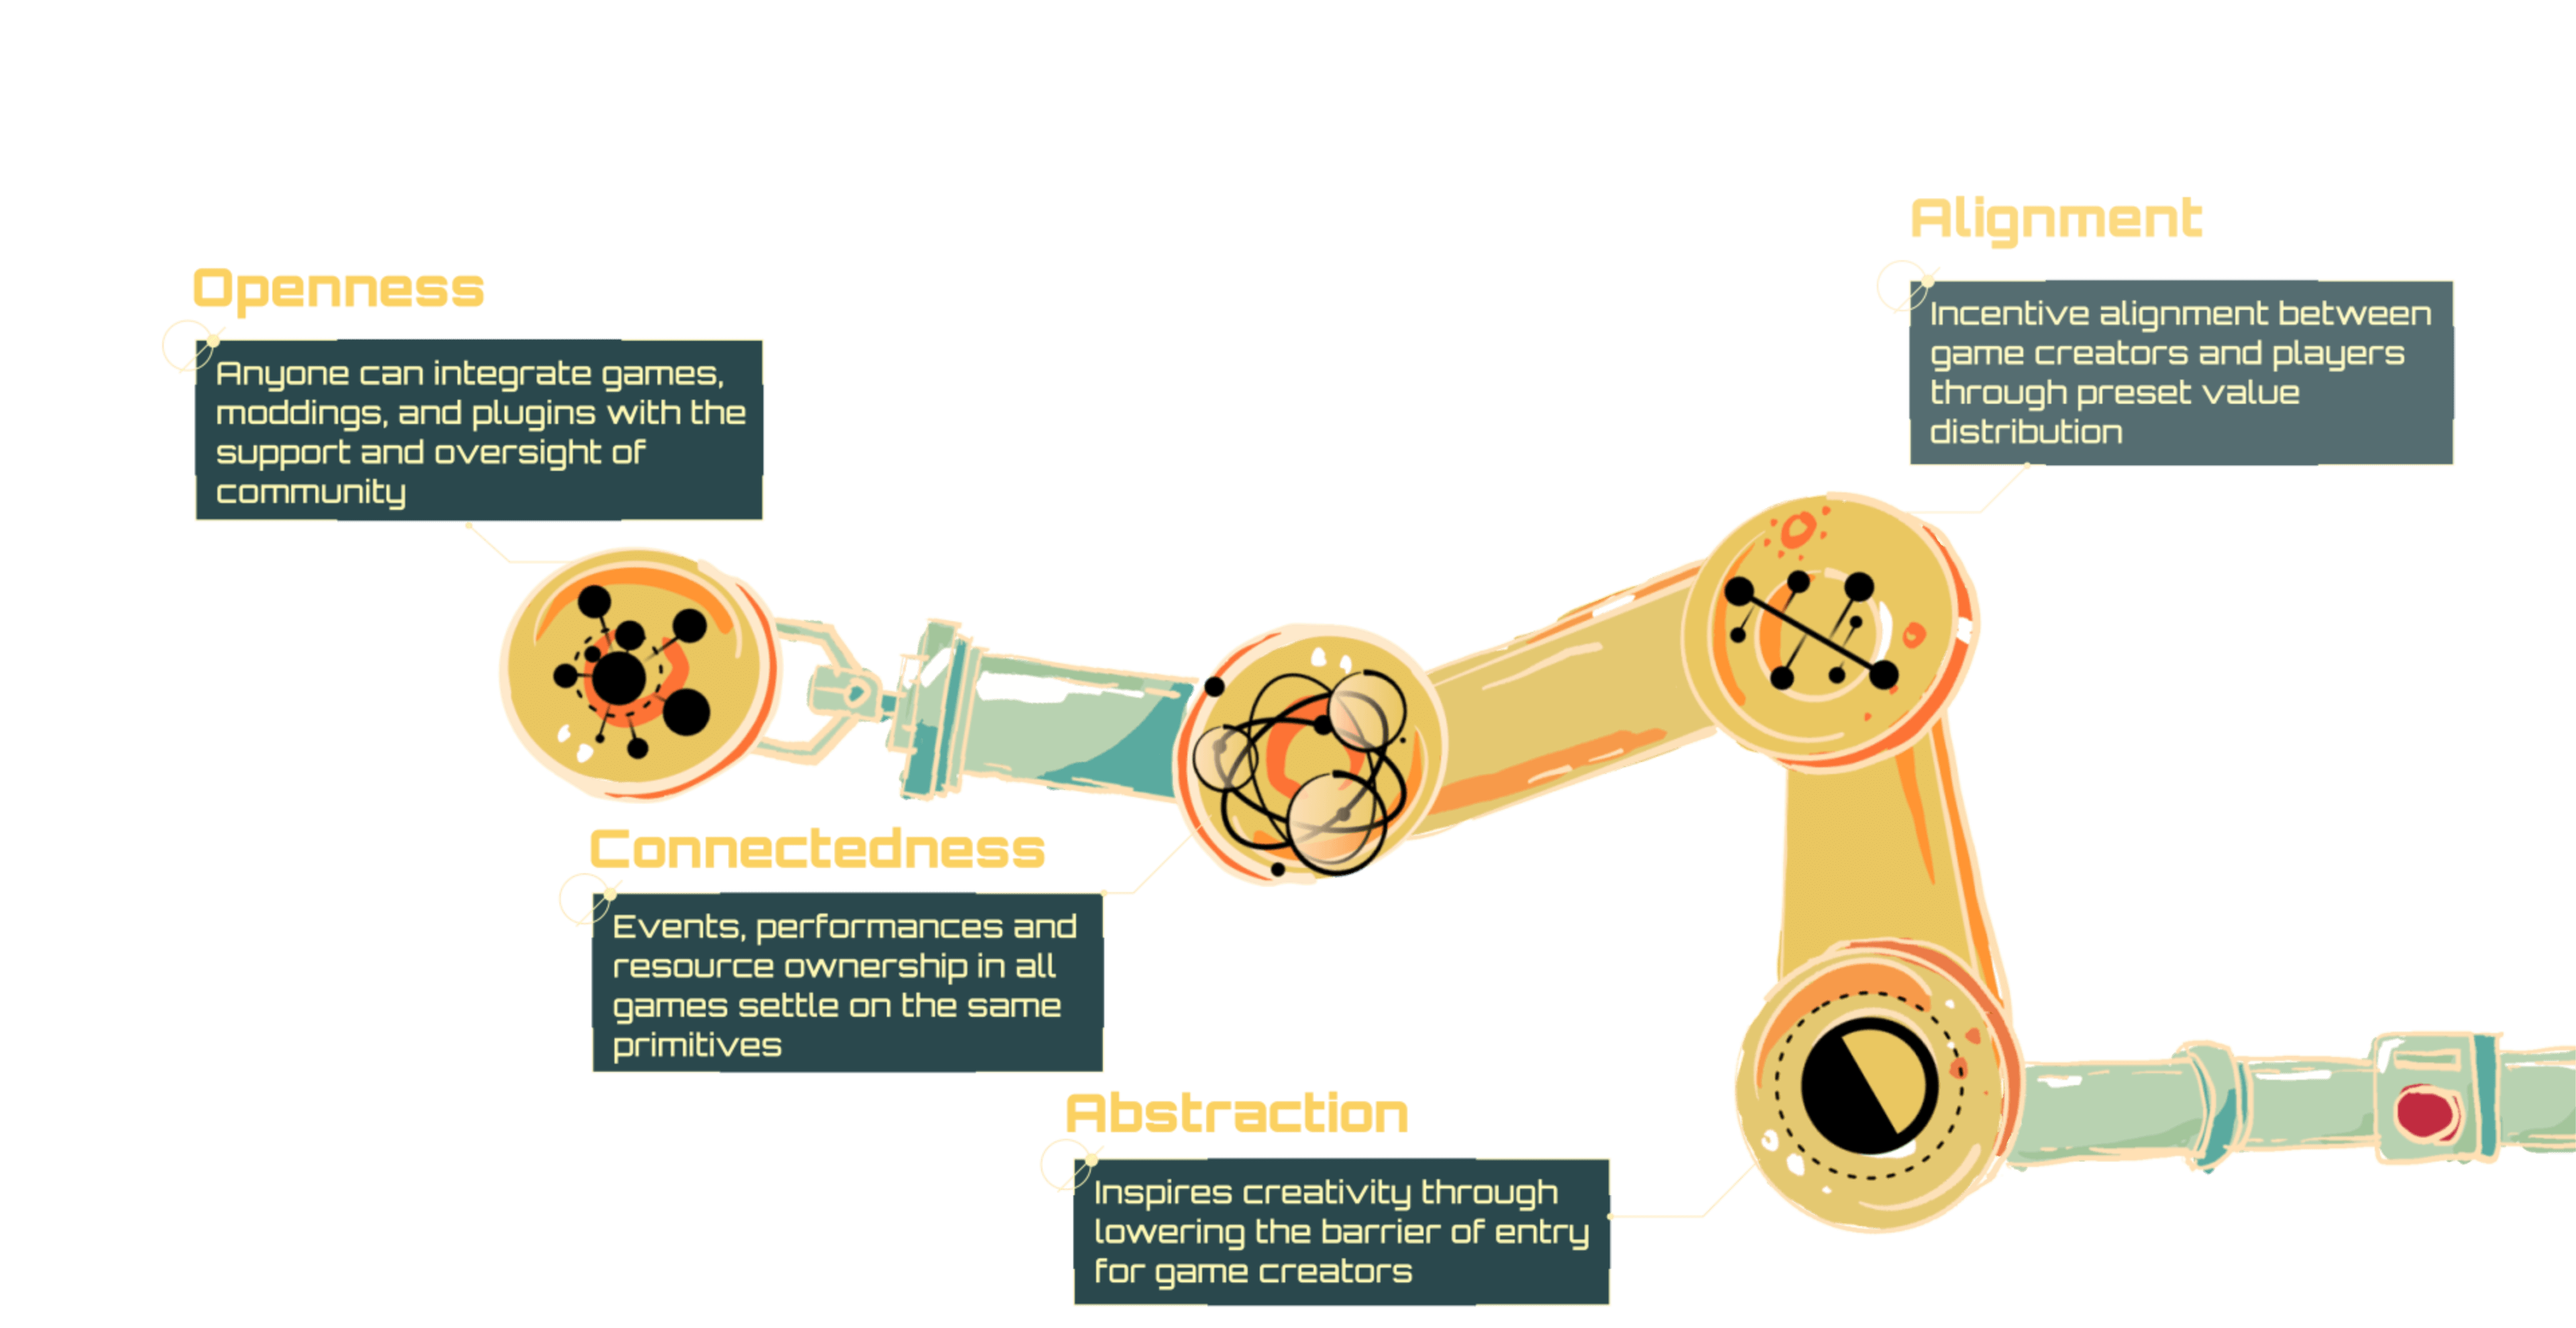 Openness
Anyone can integrate games,
moddings, and plugins with the
support and oversight of
community
Alignment
Incentive alignment between
game creators and players
through preset value
distribution
Connectedness
Events, performances and
resource ownership in all
games settle on the same
primitives
Abstraction
Inspires creativity through
lowering the barrier of entry
for game creators